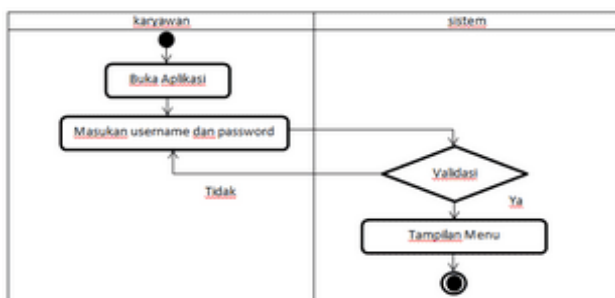 karyawan
sistem
Buka Aplikasi
Masukan username dan password
Validasi
Tidak
Ya
Tampilan Menu